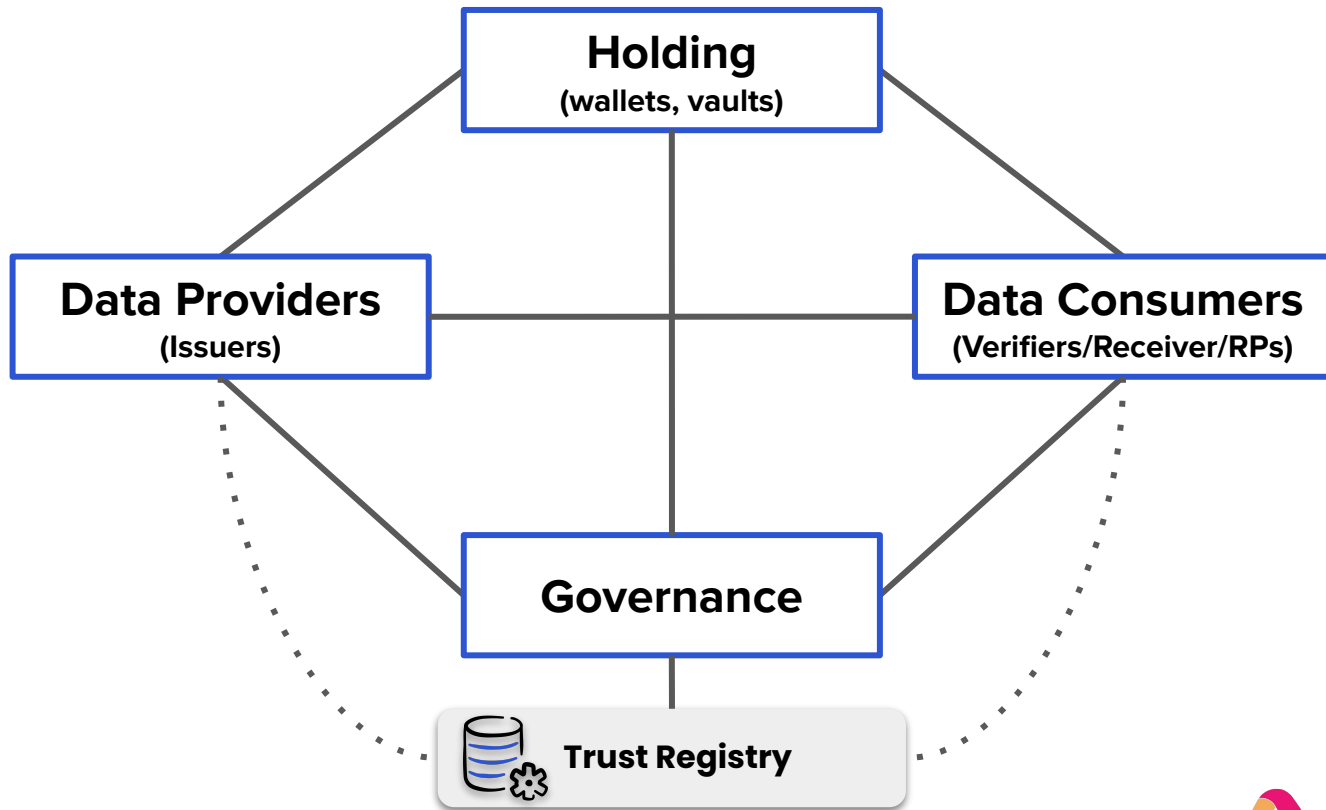 Holding
(wallets, vaults)
Data Providers
(Issuers)
Data Consumers
(Verifiers/Receiver/RPs)
Governance
Trust Registry